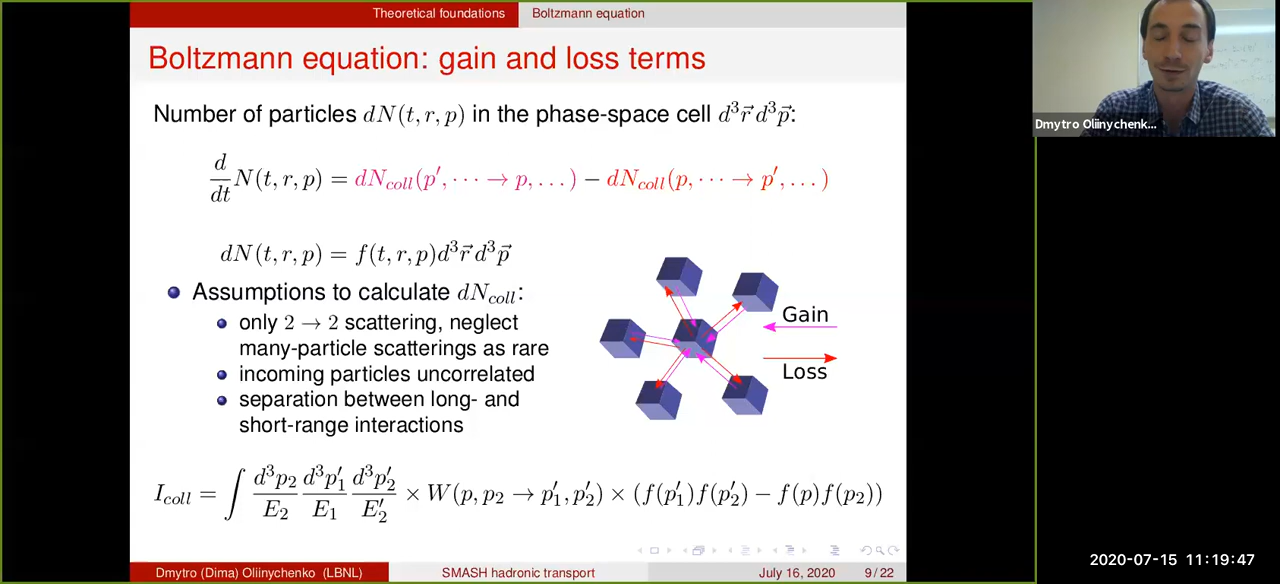 Theoretical foundations Boltzmann equation
Boltzmann equation: gain and loss terms
Number of particles dN(t, r, p) in the phase-space cell d³r⃗ d³p⃗:
d/dt N(t, r, p) = dN_coll(p′, ⋯ → p, …) − dN_coll(p, ⋯ → p′, …)
dN(t, r, p) = f(t, r, p)d³r⃗ d³p⃗
Assumptions to calculate dN_coll:
only 2 → 2 scattering, neglect
many-particle scatterings as rare
incoming particles uncorrelated
separation between long- and
short-range interactions
Gain
Loss
I_coll = ∫ d³p₂/E₂ d³p′₁/E₁ d³p′₂/E′₂ × W(p, p₂ → p′₁, p′₂) × (f(p′₁)f(p′₂) − f(p)f(p₂))
Dmytro (Dima) Oliinychenko (LBNL) SMASH hadronic transport July 16, 2020 9 / 22
Dmytro Oliinychenk...
2020-07-15 11:19:47